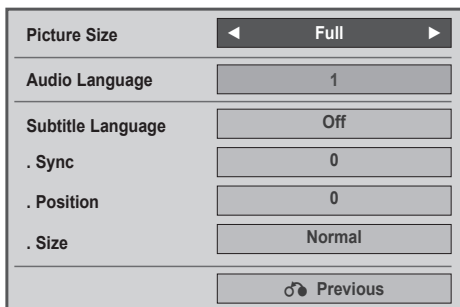 Picture Size ◄ Full ►
Audio Language 1
Subtitle Language Off
. Sync 0
. Position 0
. Size Normal
Previous